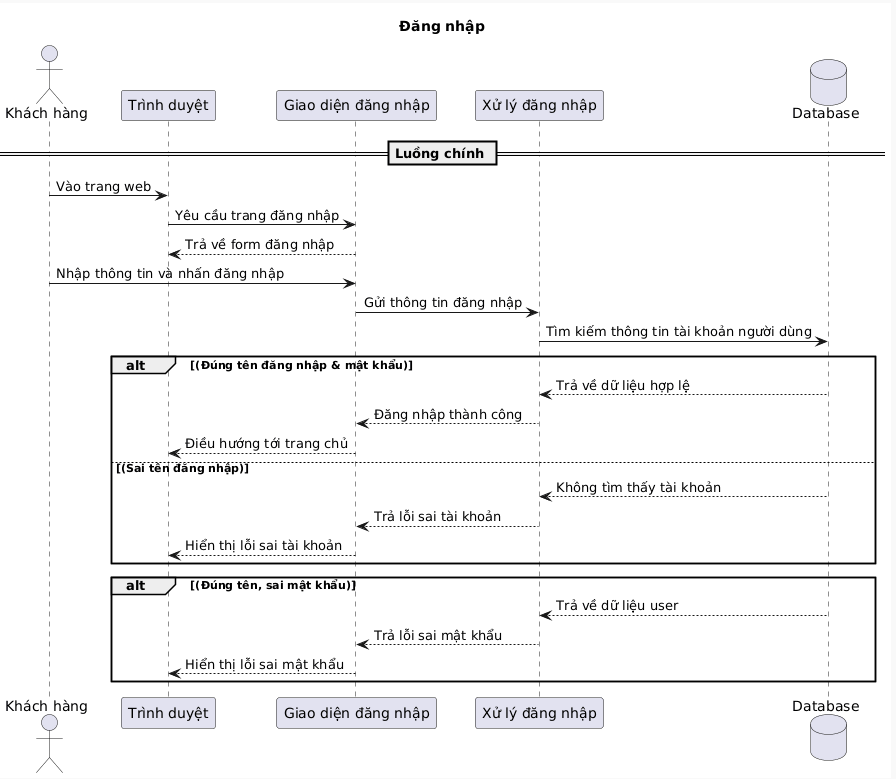 Đăng nhập
Khách hàng
Trình duyệt
Giao diện đăng nhập
Xử lý đăng nhập
Database
Luồng chính
Vào trang web
Yêu cầu trang đăng nhập
Trả về form đăng nhập
Nhập thông tin và nhấn đăng nhập
Gửi thông tin đăng nhập
Tìm kiếm thông tin tài khoản người dùng
alt [(Đúng tên đăng nhập & mật khẩu)]
Trả về dữ liệu hợp lệ
Đăng nhập thành công
Điều hướng tới trang chủ
[(Sai tên đăng nhập)]
Không tìm thấy tài khoản
Trả lỗi sai tài khoản
Hiển thị lỗi sai tài khoản
alt [(Đúng tên, sai mật khẩu)]
Trả về dữ liệu user
Trả lỗi sai mật khẩu
Hiển thị lỗi sai mật khẩu
Khách hàng
Trình duyệt
Giao diện đăng nhập
Xử lý đăng nhập
Database